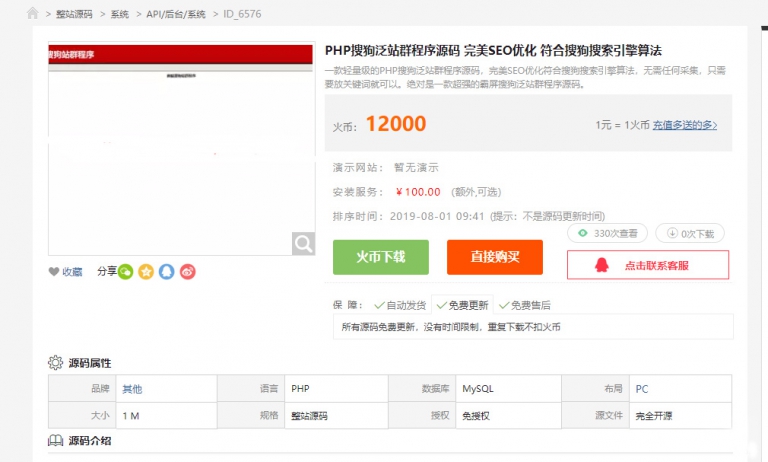 > 整站源码 > 系统 > API/后台/系统 > ID_6576
搜狗站群程序
PHP搜狗泛站群程序源码 完美SEO优化 符合搜狗搜索引擎算法
一款轻量级的PHP搜狗泛站群程序源码，完美SEO优化符合搜狗搜索引擎算法，无需任何采集，只需
要放关键词就可以。绝对是一款超强的霸屏搜狗泛站群程序源码。
火币： 12000 1元 = 1火币 充值多送的多>
演示网站： 暂无演示
安装服务： ￥100.00 (额外,可选)
排序时间： 2019-08-01 09:41 (提示：不是源码更新时间)
330次查看 0次下载
火币下载 直接购买 点击联系客服
收藏 分享
保 障： 自动发货 免费更新 免费售后
所有源码免费更新，没有时间限制，重复下载不扣火币
源码属性
品牌 其他 语言 PHP 数据库 MySQL 布局 PC
大小 1 M 规格 整站源码 授权 免授权 源文件 完全开源
源码介绍